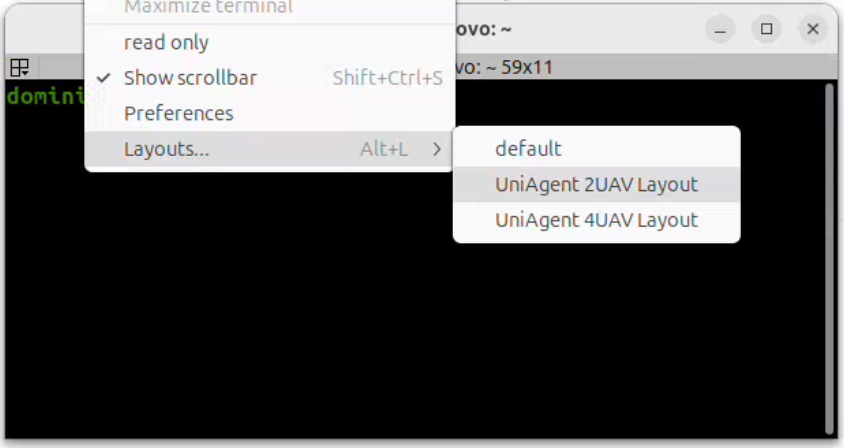 Maximize terminal
ovo: ~
read only
vo: ~ 59x11
Show scrollbar Shift+Ctrl+S
domini
Preferences
Layouts... Alt+L
default
UniAgent 2UAV Layout
UniAgent 4UAV Layout